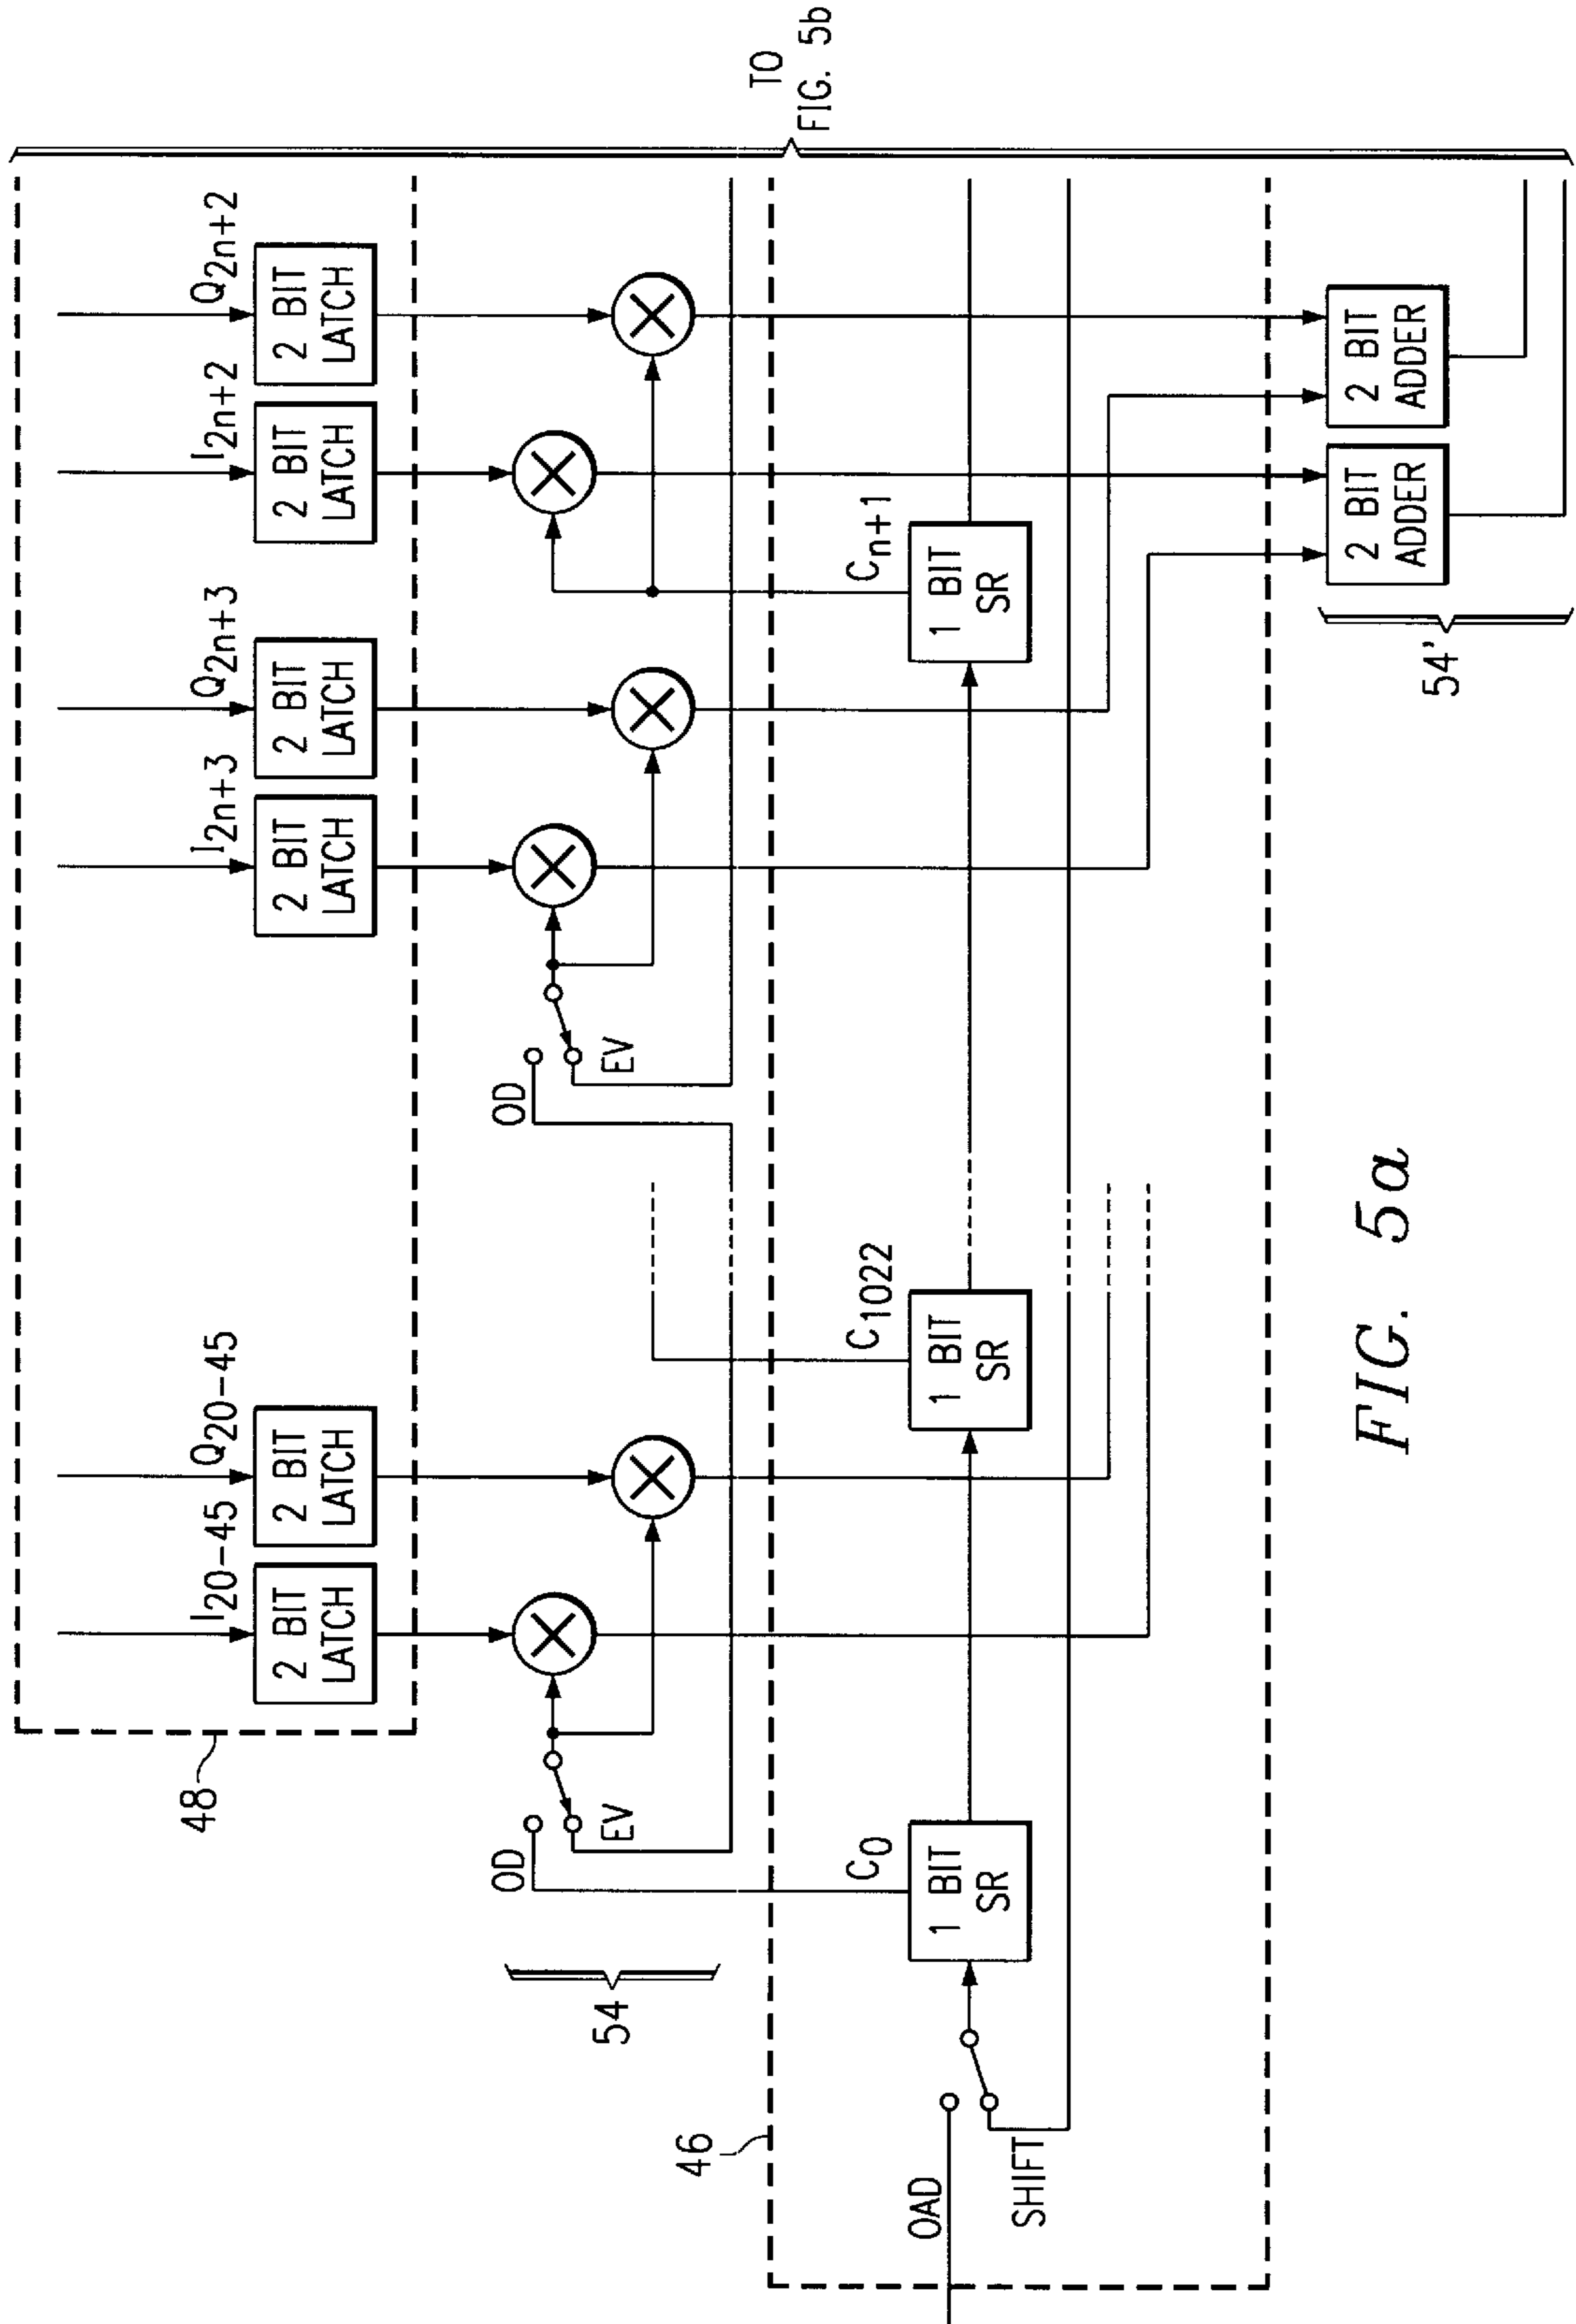 48
I20-45
Q20-45
I2n+3
Q2n+3
I2n+2
Q2n+2
2 BIT
LATCH
2 BIT
LATCH
2 BIT
LATCH
2 BIT
LATCH
2 BIT
LATCH
2 BIT
LATCH
54
OD
EV
OD
EV
TO
FIG. 5b
46
OAD
SHIFT
C0
1 BIT
SR
C1022
1 BIT
SR
Cn+1
1 BIT
SR
54'
2 BIT
ADDER
2 BIT
ADDER
FIG. 5a